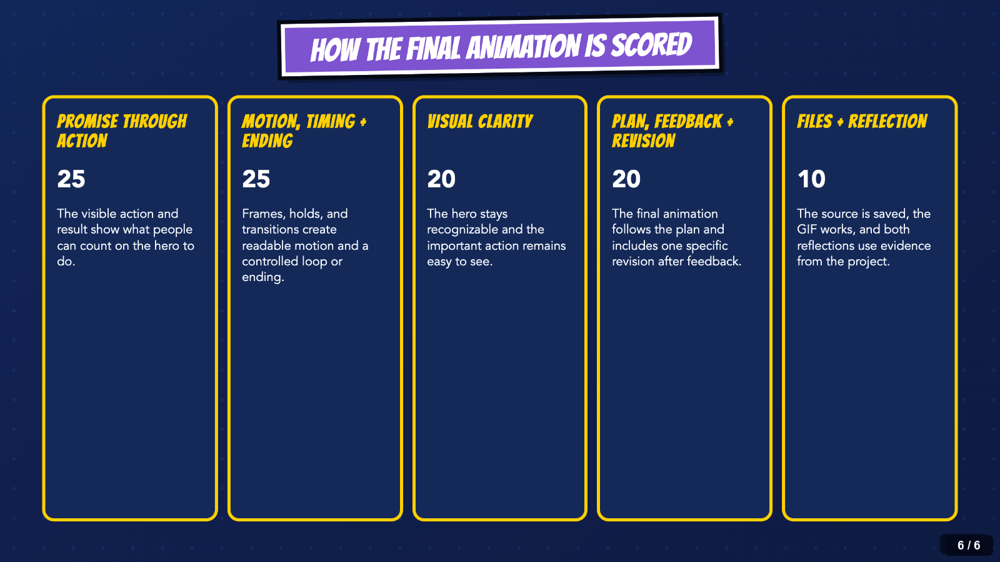 HOW THE FINAL ANIMATION IS SCORED
PROMISE THROUGH
ACTION
25
The visible action and
result show what people
can count on the hero to
do.
MOTION, TIMING +
ENDING
25
Frames, holds, and
transitions create
readable motion and a
controlled loop or
ending.
VISUAL CLARITY
20
The hero stays
recognizable and the
important action remains
easy to see.
PLAN, FEEDBACK +
REVISION
20
The final animation
follows the plan and
includes one specific
revision after feedback.
FILES + REFLECTION
10
The source is saved, the
GIF works, and both
reflections use evidence
from the project.
6 / 6